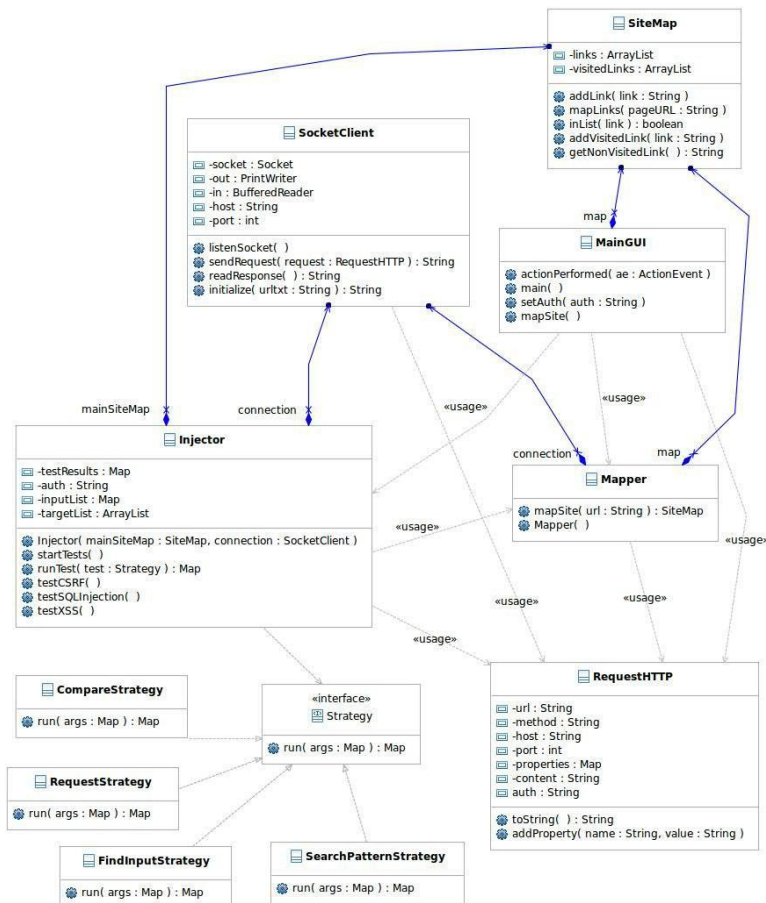 SiteMap
-links : ArrayList
-visitedLinks : ArrayList
addLink( link : String )
mapLinks( pageURL : String )
inList( link ) : boolean
addVisitedLink( link : String )
getNonVisitedLink( ) : String
SocketClient
-socket : Socket
-out : PrintWriter
-in : BufferedReader
-host : String
-port : int
listenSocket( )
sendRequest( request : RequestHTTP ) : String
readResponse( ) : String
initialize( urltxt : String ) : String
map
MainGUI
actionPerformed( ae : ActionEvent )
main( )
setAuth( auth : String )
mapSite( )
mainSiteMap
connection
«usage»
«usage»
Injector
-testResults : Map
-auth : String
-inputList : Map
-targetList : ArrayList
Injector( mainSiteMap : SiteMap, connection : SocketClient )
startTests( )
runTest( test : Strategy ) : Map
testCSRF( )
testSQLInjection( )
testXSS( )
connection
map
Mapper
mapSite( url : String ) : SiteMap
Mapper( )
«usage»
«usage»
«usage»
«usage»
«usage»
CompareStrategy
run( args : Map ) : Map
«interface»
Strategy
run( args : Map ) : Map
RequestHTTP
-url : String
-method : String
-host : String
-port : int
-properties : Map
-content : String
auth : String
toString( ) : String
addProperty( name : String, value : String )
RequestStrategy
run( args : Map ) : Map
FindInputStrategy
run( args : Map ) : Map
SearchPatternStrategy
run( args : Map ) : Map